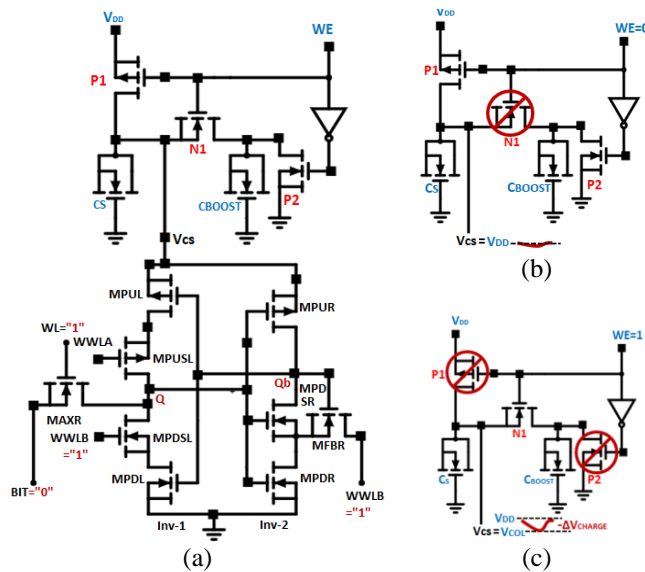 VDD
WE
P1
N1
CS
CBOOST
P2
Vcs
MPUL
MPUR
WL="1"
WWLA
MPUSL
Q
Qb
MPD
SR
MAXR
WWLB
="1"
MPDSL
MFBR
MPDL
MPDR
BIT="0"
WWLB
="1"
Inv-1
Inv-2
(a)
VDD
WE=0
P1
N1
CS
CBOOST
P2
Vcs=VDD
(b)
VDD
WE=1
P1
N1
CS
CBOOST
P2
VDD
-ΔVCHARGE
Vcs=VCOL
(c)